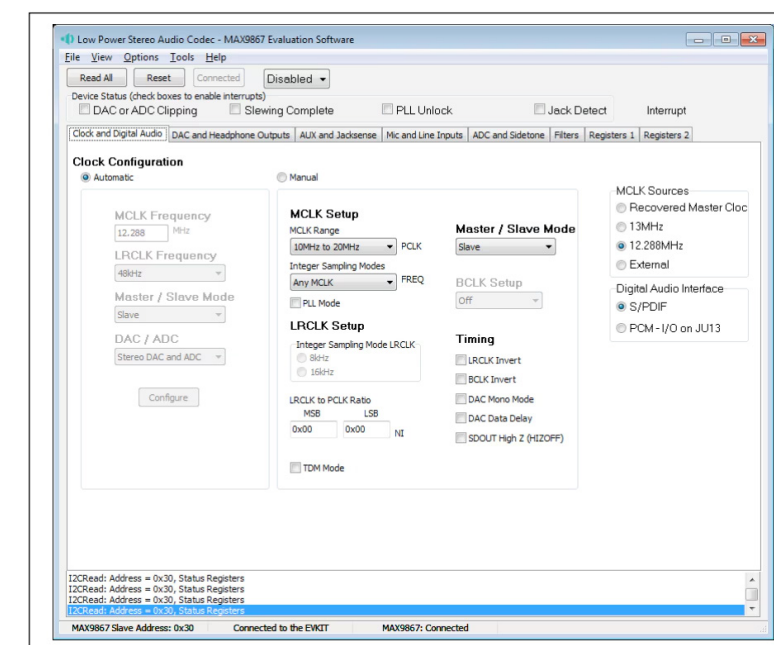 Low Power Stereo Audio Codec - MAX9867 Evaluation Software
File View Options Tools Help
Read All Reset Connected Disabled
Device Status (check boxes to enable interrupts)
DAC or ADC Clipping Slewing Complete PLL Unlock Jack Detect Interrupt
Clock and Digital Audio DAC and Headphone Outputs AUX and Jacksense Mic and Line Inputs ADC and Sidetone Filters Registers 1 Registers 2
Clock Configuration
Automatic Manual
MCLK Frequency
12.288 MHz
LRCLK Frequency
48kHz
Master / Slave Mode
Slave
DAC / ADC
Stereo DAC and ADC
Configure
MCLK Setup
MCLK Range
10MHz to 20MHz PCLK
Integer Sampling Modes
Any MCLK FREQ
PLL Mode
LRCLK Setup
Integer Sampling Mode LRCLK
8kHz
16kHz
LRCLK to PCLK Ratio
MSB LSB
0x00 0x00 NI
TDM Mode
Master / Slave Mode
Slave
BCLK Setup
Off
Timing
LRCLK Invert
BCLK Invert
DAC Mono Mode
DAC Data Delay
SDOUT High Z (HIZOFF)
MCLK Sources
Recovered Master Cloc
13MHz
12.288MHz
External
Digital Audio Interface
S/PDIF
PCM - I/O on JU13
I2CRead: Address = 0x30, Status Registers
I2CRead: Address = 0x30, Status Registers
I2CRead: Address = 0x30, Status Registers
I2CRead: Address = 0x30, Status Registers
MAX9867 Slave Address: 0x30 Connected to the EVKIT MAX9867: Connected